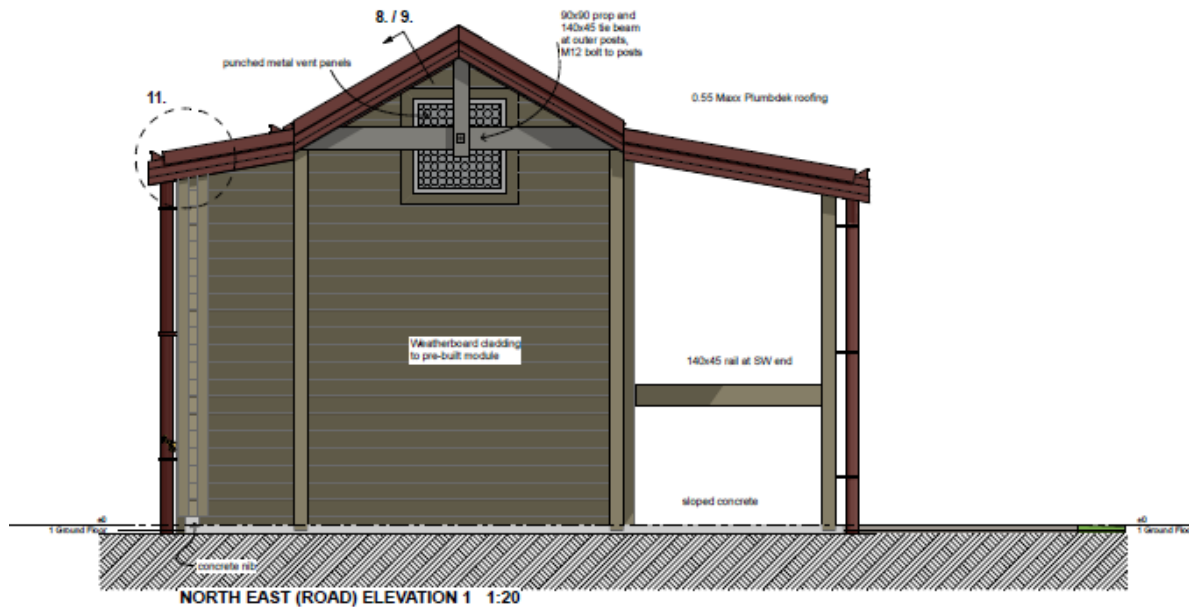 8. / 9.
90x90 prop and
140x45 tie beam
at outer posts,
M12 bolt to posts
punched metal vent panels
11.
0.55 Maxx Plumbdek roofing
Weatherboard cladding
to pre-built module
140x45 rail at SW end
sloped concrete
±0
1 Ground Floor
±0
1 Ground Floor
concrete nib
NORTH EAST (ROAD) ELEVATION 1 1:20